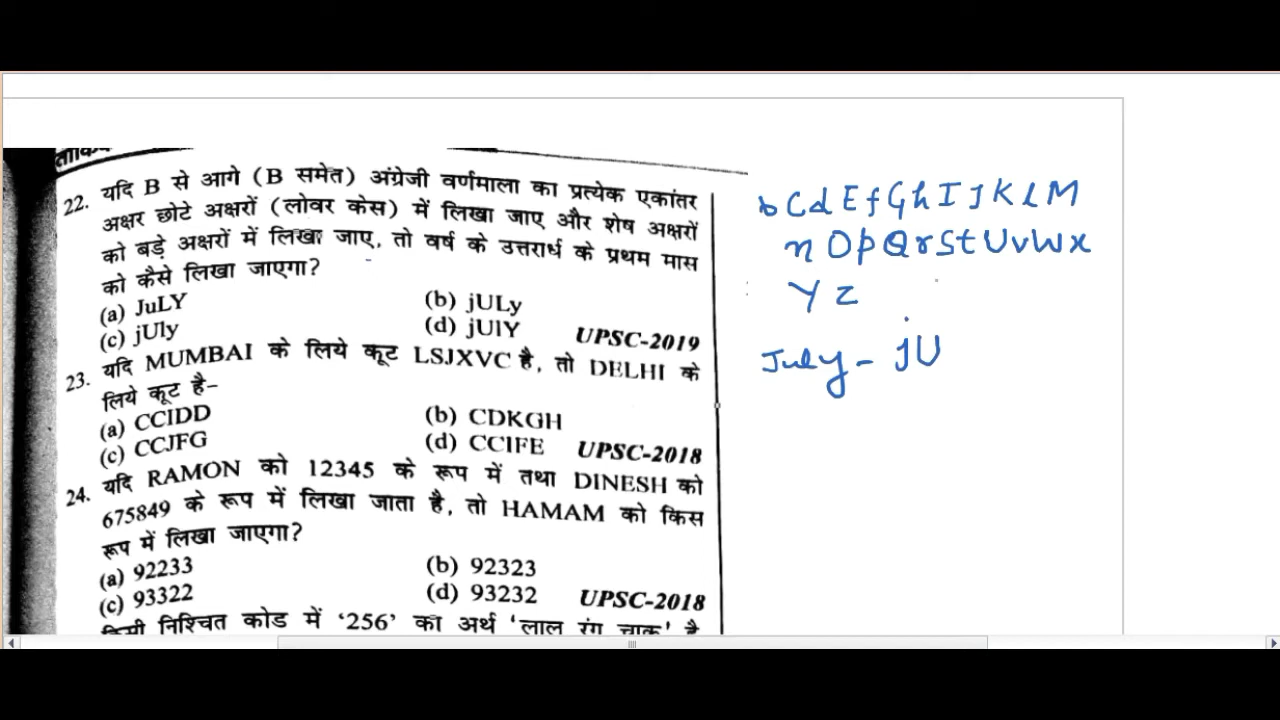 22. यदि B से आगे (B समेत) अंग्रेजी वर्णमाला का प्रत्येक एकांतर
अक्षर छोटे अक्षरों (लोवर केस) में लिखा जाए और शेष अक्षरों
को बड़े अक्षरों में लिखा जाए, तो वर्ष के उत्तरार्ध के प्रथम मास
को कैसे लिखा जाएगा?
(a) JuLY (b) jULy
(c) jUly (d) jUlY UPSC-2019
23. यदि MUMBAI के लिये कूट LSJXVC है, तो DELHI के
लिये कूट है-
(a) CCIDD (b) CDKGH
(c) CCJFG (d) CCIFE UPSC-2018
24. यदि RAMON को 12345 के रूप में तथा DINESH को
675849 के रूप में लिखा जाता है, तो HAMAM को किस
रूप में लिखा जाएगा?
(a) 92233 (b) 92323
(c) 93322 (d) 93232 UPSC-2018
निश्चित कोड में ‘256’ का अर्थ ‘लाल रंग चाक’ है
b C d E f G h I J K l M
n O p Q r S t U v W x
Y z
July - jU